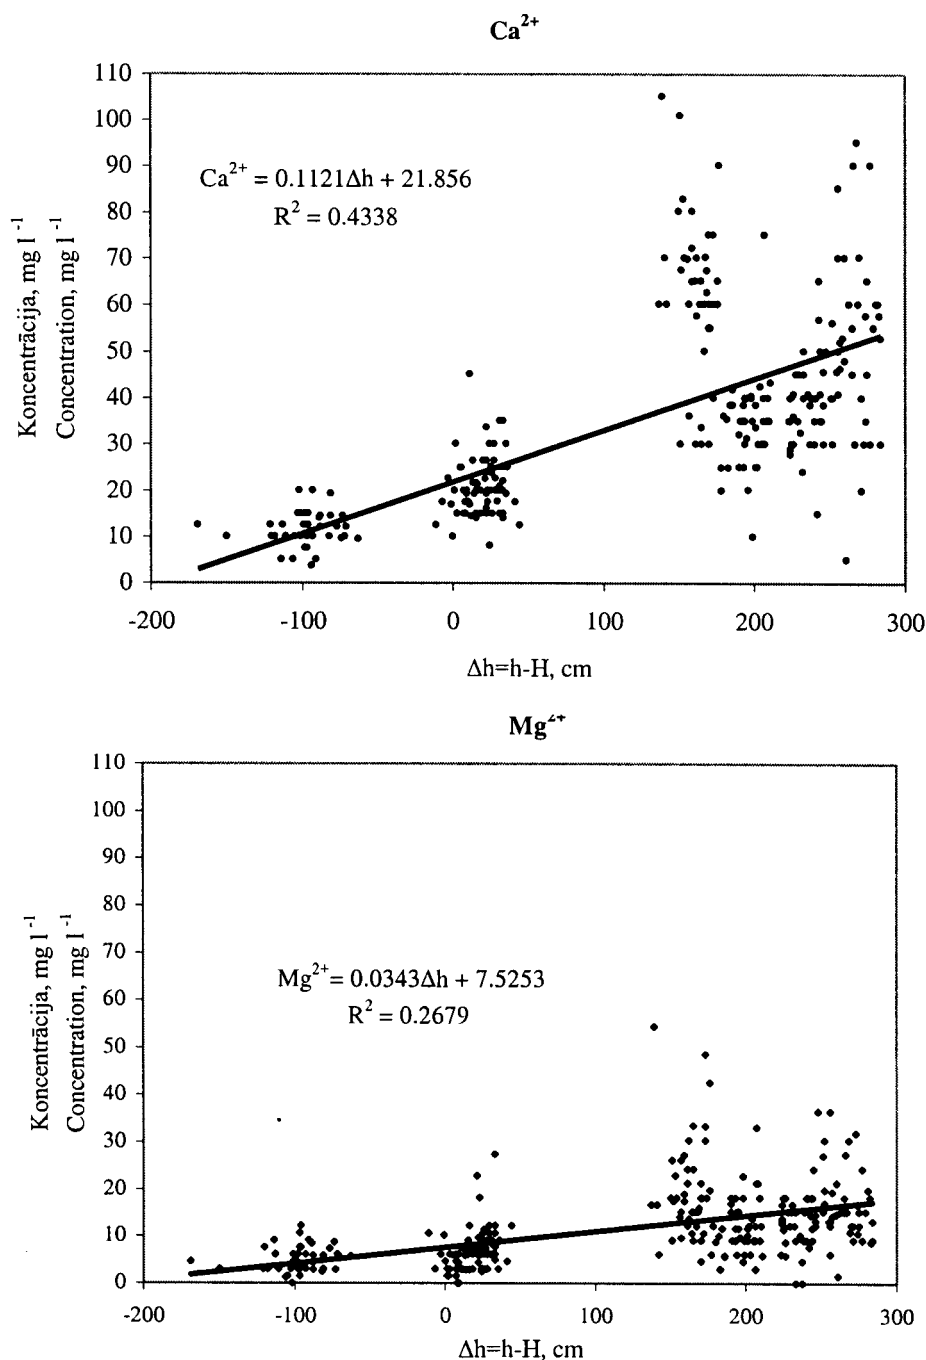 Ca²⁺
110
100
90
80
70
60
50
40
30
20
10
0
Ca²⁺ = 0.1121Δh + 21.856
R² = 0.4338
Koncentrācija, mg l⁻¹
Concentration, mg l⁻¹
-200 -100 0 100 200 300
Δh=h-H, cm
Mg²⁺
110
100
90
80
70
60
50
40
30
20
10
0
Mg²⁺= 0.0343Δh + 7.5253
R² = 0.2679
Koncentrācija, mg l⁻¹
Concentration, mg l⁻¹
-200 -100 0 100 200 300
Δh=h-H, cm